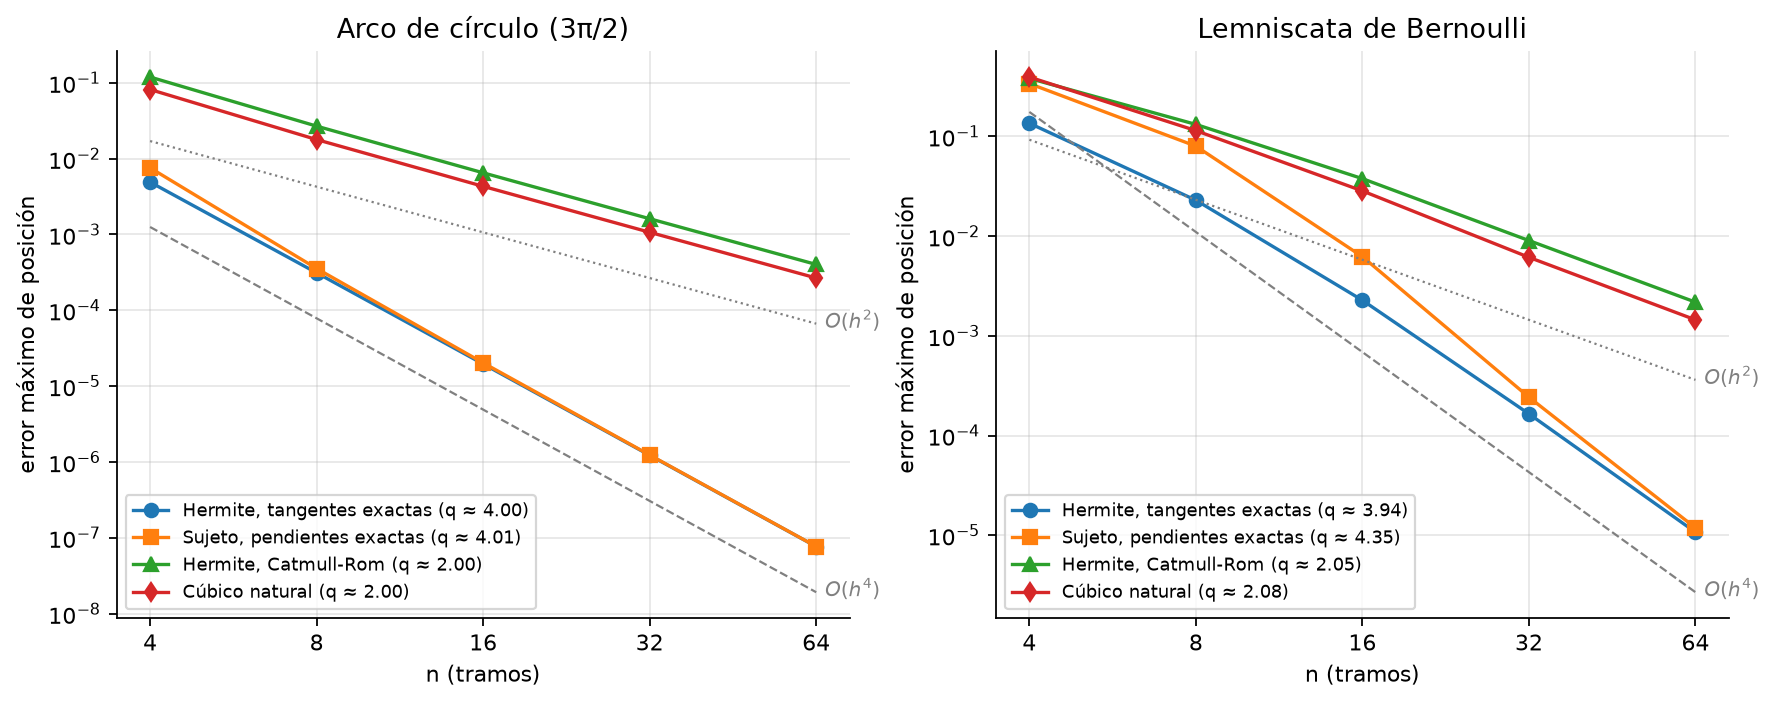 Arco de círculo (3π/2)
error máximo de posición
10⁻¹
10⁻²
10⁻³
10⁻⁴
10⁻⁵
10⁻⁶
10⁻⁷
10⁻⁸
O(h²)
O(h⁴)
Hermite, tangentes exactas (q ≈ 4.00)
Sujeto, pendientes exactas (q ≈ 4.01)
Hermite, Catmull-Rom (q ≈ 2.00)
Cúbico natural (q ≈ 2.00)
4 8 16 32 64
n (tramos)
Lemniscata de Bernoulli
error máximo de posición
10⁻¹
10⁻²
10⁻³
10⁻⁴
10⁻⁵
O(h²)
O(h⁴)
Hermite, tangentes exactas (q ≈ 3.94)
Sujeto, pendientes exactas (q ≈ 4.35)
Hermite, Catmull-Rom (q ≈ 2.05)
Cúbico natural (q ≈ 2.08)
4 8 16 32 64
n (tramos)